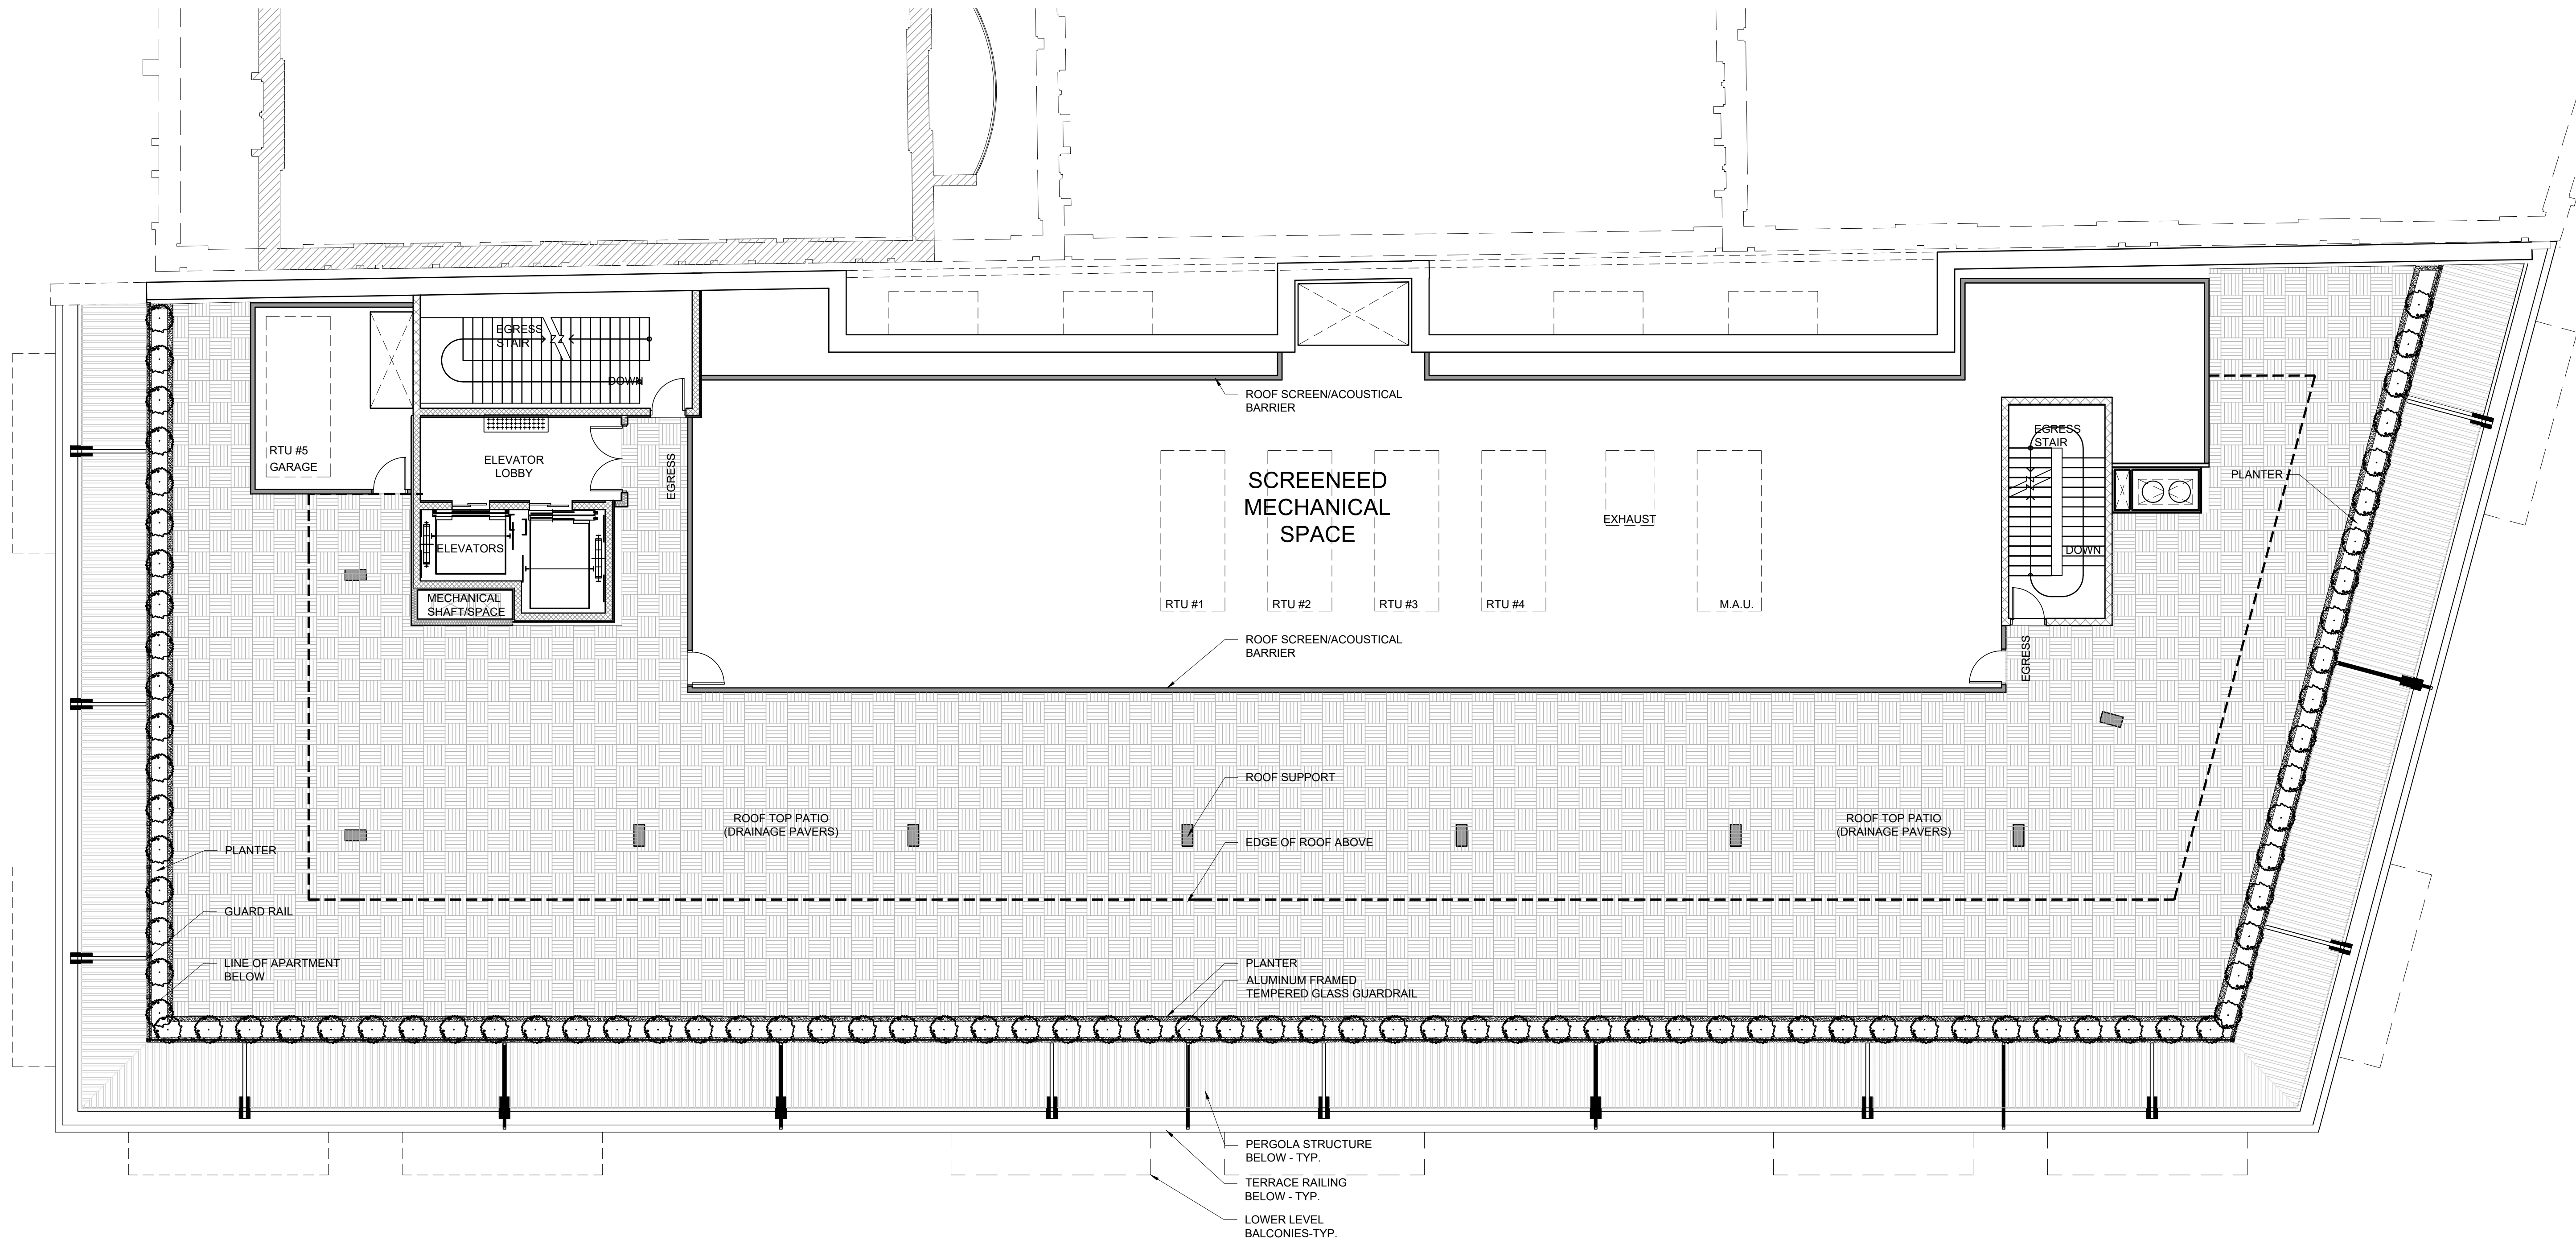 EGRESS
STAIR
DOWN
RTU #5
GARAGE
ELEVATOR
LOBBY
EGRESS
ELEVATORS
MECHANICAL
SHAFT/SPACE
ROOF SCREEN/ACOUSTICAL
BARRIER
SCREENEED
MECHANICAL
SPACE
RTU #1
RTU #2
RTU #3
RTU #4
EXHAUST
M.A.U.
EGRESS
STAIR
DOWN
PLANTER
EGRESS
ROOF SCREEN/ACOUSTICAL
BARRIER
ROOF SUPPORT
ROOF TOP PATIO
(DRAINAGE PAVERS)
ROOF TOP PATIO
(DRAINAGE PAVERS)
EDGE OF ROOF ABOVE
PLANTER
GUARD RAIL
LINE OF APARTMENT
BELOW
PLANTER
ALUMINUM FRAMED
TEMPERED GLASS GUARDRAIL
PERGOLA STRUCTURE
BELOW - TYP.
TERRACE RAILING
BELOW - TYP.
LOWER LEVEL
BALCONIES-TYP.